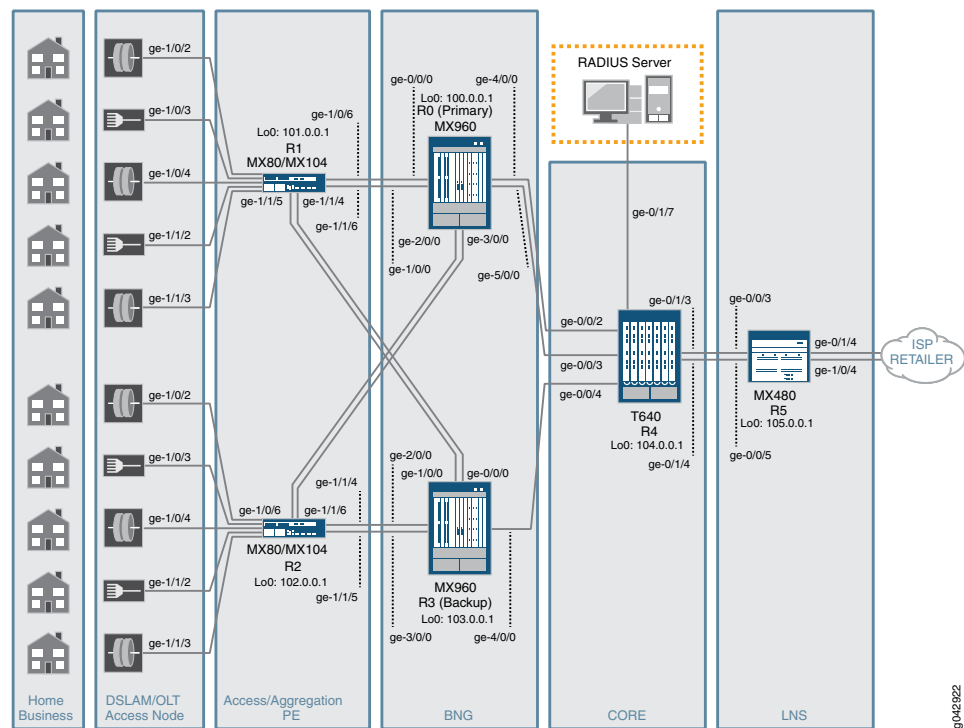 ge-1/0/2
ge-1/0/3
ge-1/0/4
ge-1/1/2
ge-1/1/3
ge-1/0/2
ge-1/0/3
ge-1/0/4
ge-1/1/2
ge-1/1/3
Lo0: 101.0.0.1
R1
MX80/MX104
ge-1/0/6
ge-1/1/5
ge-1/1/4
ge-1/1/6
ge-1/1/4
ge-1/0/6
ge-1/1/6
MX80/MX104
R2
Lo0: 102.0.0.1
ge-1/1/5
ge-0/0/0
ge-4/0/0
Lo0: 100.0.0.1
R0 (Primary)
MX960
ge-2/0/0
ge-1/0/0
ge-3/0/0
ge-5/0/0
ge-2/0/0
ge-1/0/0
ge-0/0/0
MX960
R3 (Backup)
Lo0: 103.0.0.1
ge-3/0/0
ge-4/0/0
RADIUS Server
ge-0/1/7
ge-0/1/3
ge-0/0/2
ge-0/0/3
ge-0/0/4
T640
R4
Lo0: 104.0.0.1
ge-0/1/4
ge-0/0/3
MX480
R5
Lo0: 105.0.0.1
ge-0/0/5
ge-0/1/4
ge-1/0/4
ISP
RETAILER
Home
Business
DSLAM/OLT
Access Node
Access/Aggregation
PE
BNG
CORE
LNS
g042922